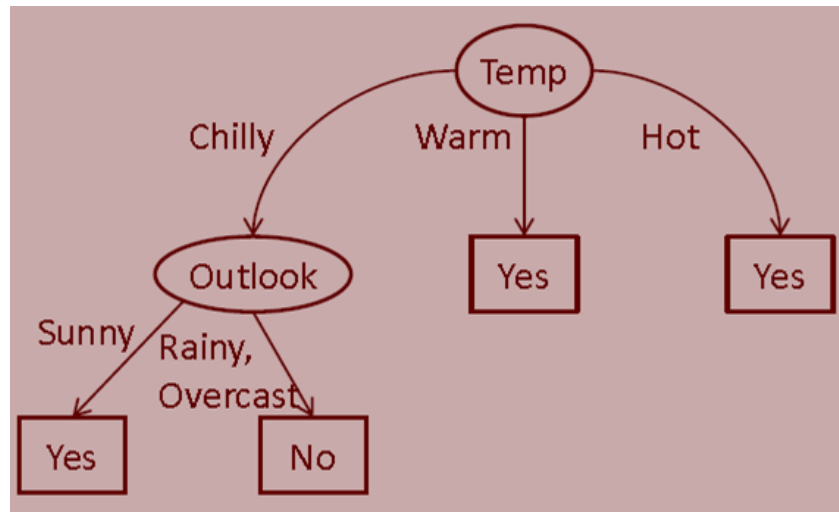 Temp
Chilly
Warm
Hot
Outlook
Yes
Yes
Sunny
Rainy,
Overcast
Yes
No